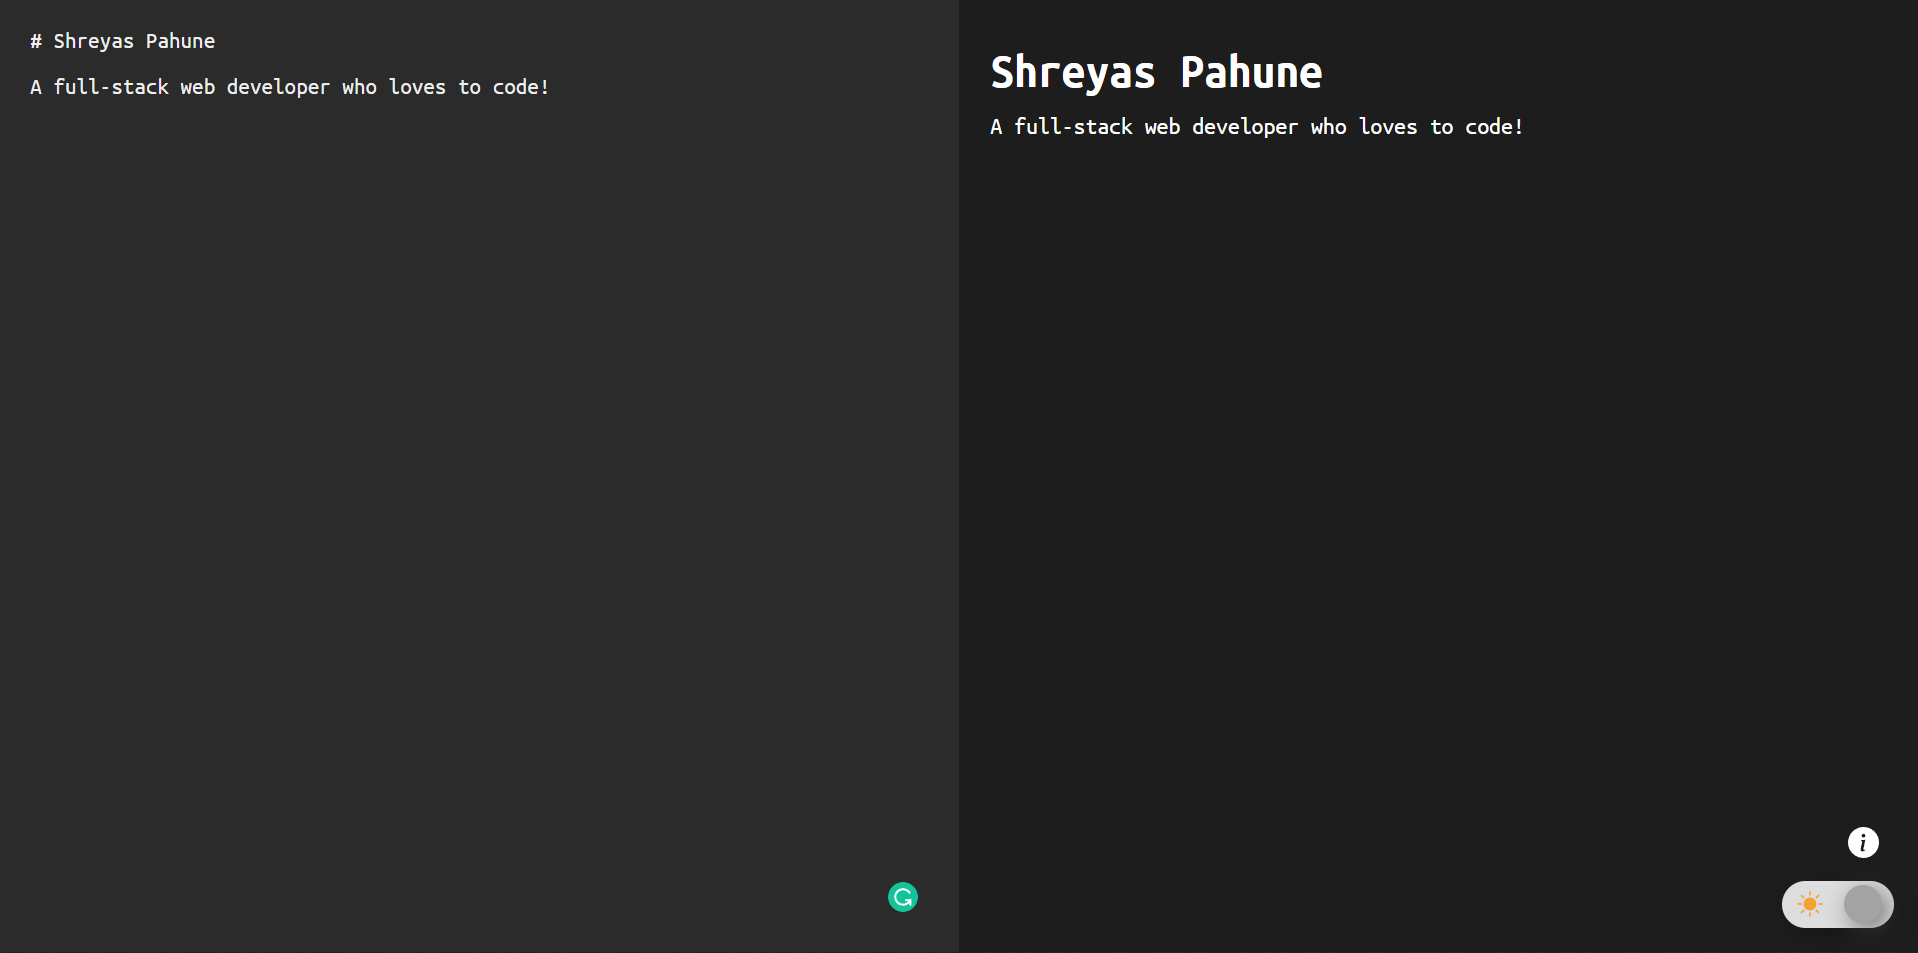 # Shreyas Pahune
A full-stack web developer who loves to code!
Shreyas Pahune
A full-stack web developer who loves to code!
i